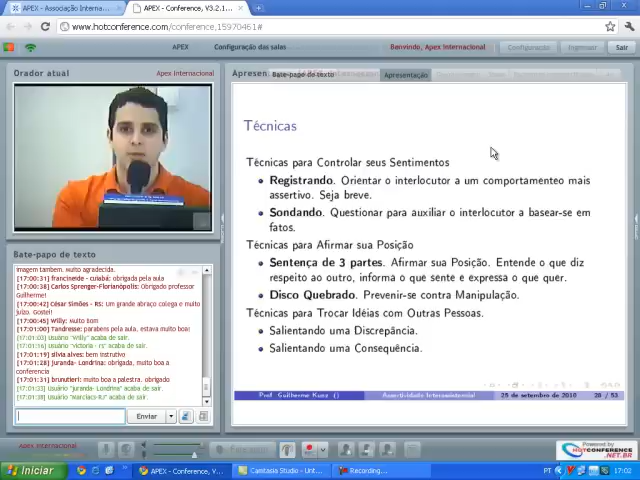 APEX - Associação Interna...
APEX - Conference, V3.2.1...
www.hotconference.com/conference,15970461#
APEX
Configuração das salas
Benvindo, Apex Internacional
Configuração
Ingressar
Sair
Orador atual
Apex Internacional
Bate-papo do texto
Apresentação
Técnicas
Técnicas para Controlar seus Sentimentos
Registrando. Orientar o interlocutor a um comportamenteo mais
assertivo. Seja breve.
Sondando. Questionar para auxiliar o interlocutor a basear-se em
fatos.
Técnicas para Afirmar sua Posição
Sentença de 3 partes. Afirmar sua Posição. Entende o que diz
respeito ao outro, informa o que sente e expressa o que quer.
Disco Quebrado. Prevenir-se contra Manipulação.
Técnicas para Trocar Idéias com Outras Pessoas.
Salientando uma Discrepância.
Salientando uma Consequência.
Prof. Guilherme Kunz ()
Assertividade Interassistencial
25 de setembro de 2010
28 / 53
Bate-papo do texto
imagem tambem. Muito agradecida.
[17:00:31) francineide - cuiabá: obrigada pela aula
[17:00:38) Carlos Sprenger-Florianópolis: Obrigado professor
Guilherme!
[17:00:42) César Simões - RS: Um grande abraço colega e muito
juízo. Gostei!
[17:00:45) Willy: Muito Bom
[17:01:00) Tandresse: parabens pela aula, estava muito boa!
[17:01:03] Usuário "Willy" acaba de sair.
[17:01:15] Usuário "victoria - rs" acaba de sair.
[17:01:19) silvia alves: bem instrutivo
[17:01:28) juranda- Londrina: obrigada, muito boa a
conferencia
[17:01:31) brunutieri: muito boa a palestra. obrigado
[17:01:33] Usuário "juranda- Londrina" acaba de sair.
[17:01:38] Usuário "Marciacs-RJ" acaba de sair.
Enviar
Apex Internacional
Powered by
HOTCONFERENCE
.NET.BR
Iniciar
APEX - Conference, V...
Camtasia Studio - Unt...
Recording...
PT
17:02